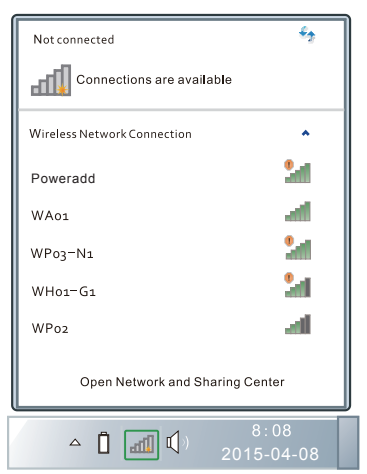 Not connected
Connections are available
Wireless Network Connection
Poweradd
WA01
WP03-N1
WH01-G1
WP02
Open Network and Sharing Center
8:08
2015-04-08